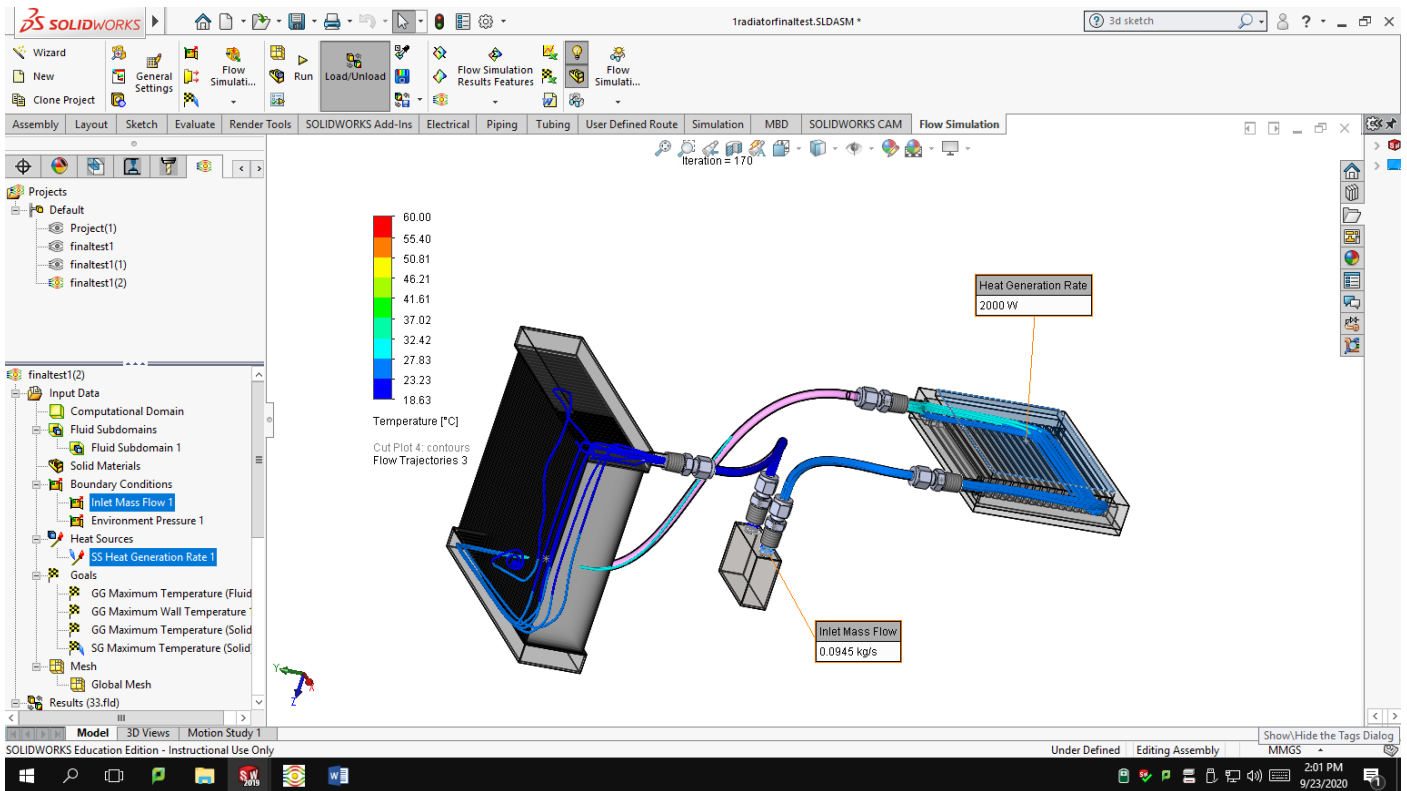 SOLIDWORKS
1radiatorfinaltest.SLDASM *
3d sketch
Wizard
New
Clone Project
General Settings
Flow Simulati...
Run
Load/Unload
Flow Simulation Results Features
Flow Simulati...
Assembly Layout Sketch Evaluate Render Tools SOLIDWORKS Add-Ins Electrical Piping Tubing User Defined Route Simulation MBD SOLIDWORKS CAM Flow Simulation
Iteration = 170
Projects
Default
Project(1)
finaltest1
finaltest1(1)
finaltest1(2)
finaltest1(2)
Input Data
Computational Domain
Fluid Subdomains
Fluid Subdomain 1
Solid Materials
Boundary Conditions
Inlet Mass Flow 1
Environment Pressure 1
Heat Sources
SS Heat Generation Rate 1
Goals
GG Maximum Temperature (Fluid
GG Maximum Wall Temperature 1
GG Maximum Temperature (Solid
SG Maximum Temperature (Solid
Mesh
Global Mesh
Results (33.fld)
60.00
55.40
50.81
46.21
41.61
37.02
32.42
27.83
23.23
18.63
Temperature [°C]
Cut Plot 4: contours
Flow Trajectories 3
Heat Generation Rate
2000 W
Inlet Mass Flow
0.0945 kg/s
Y
X
Z
Model 3D Views Motion Study 1
Show\Hide the Tags Dialog
SOLIDWORKS Education Edition - Instructional Use Only
Under Defined Editing Assembly MMGS
SW 2019
2:01 PM
9/23/2020
1